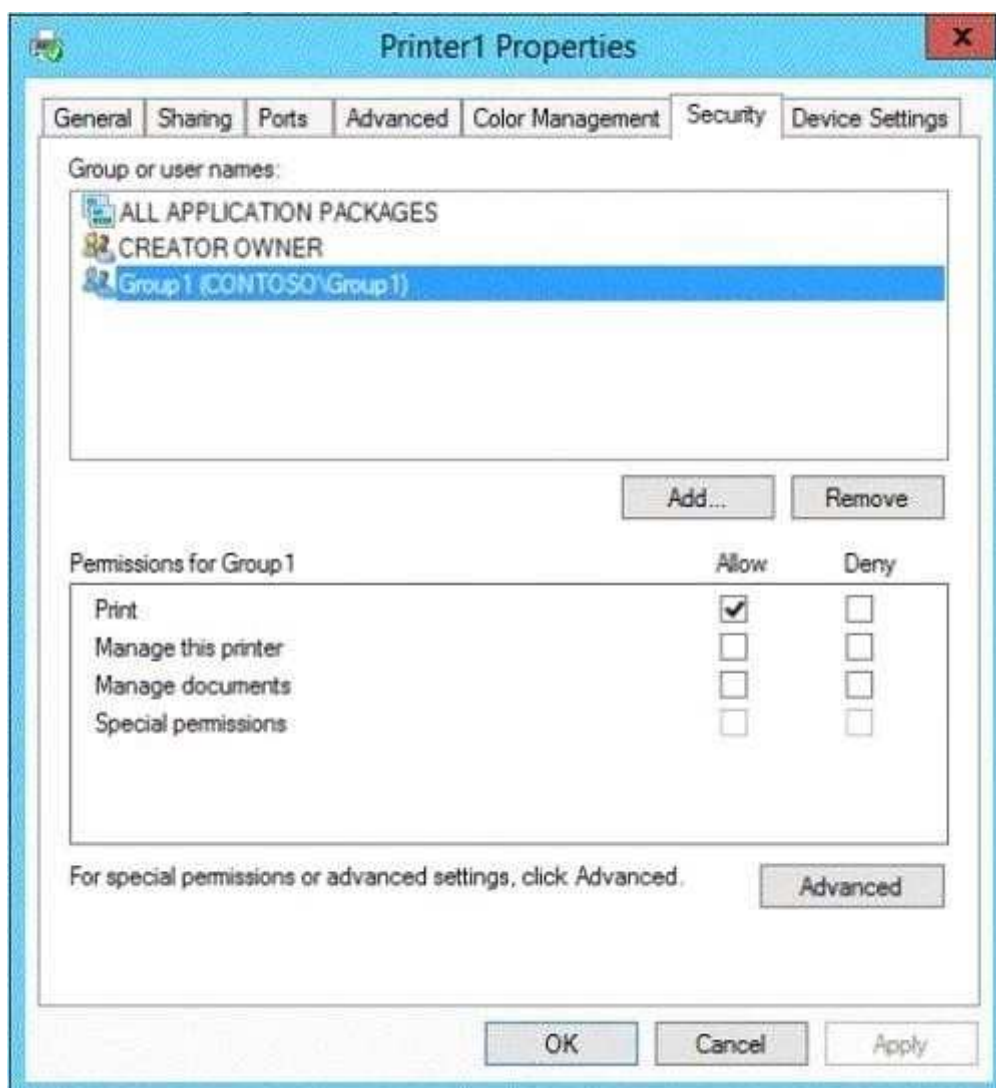 Printer1 Properties
x
General Sharing Ports Advanced Color Management Security Device Settings
Group or user names:
ALL APPLICATION PACKAGES
CREATOR OWNER
Group1 (CONTOSO\Group1)
Add... Remove
Permissions for Group1 Allow Deny
Print
Manage this printer
Manage documents
Special permissions
For special permissions or advanced settings, click Advanced.
Advanced
OK Cancel Apply